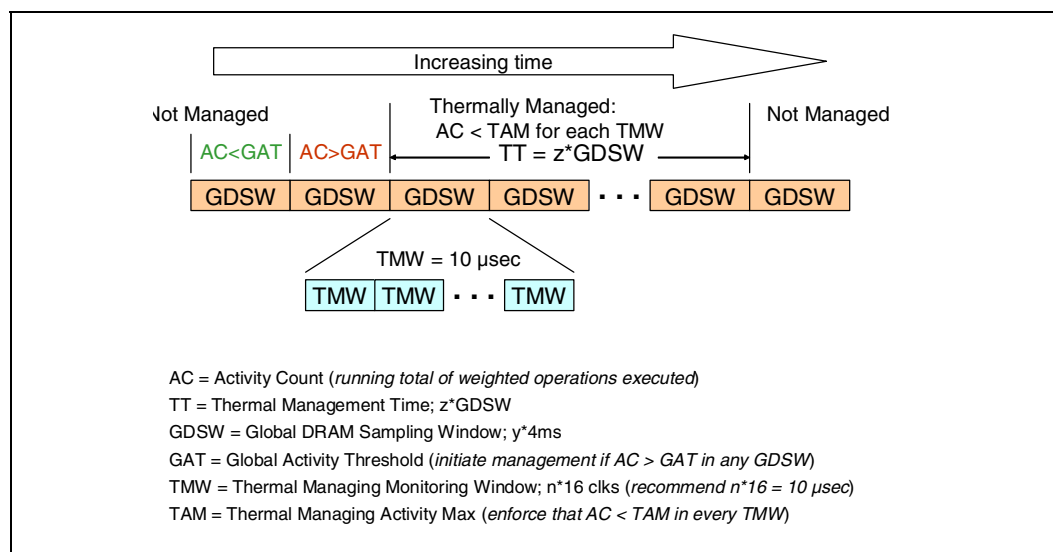 Increasing time
Not Managed
Thermally Managed:
AC < TAM for each TMW
Not Managed
AC<GAT
AC>GAT
TT = z*GDSW
GDSW GDSW GDSW GDSW . . . GDSW GDSW
TMW = 10 µsec
TMW TMW . . . TMW
AC = Activity Count (running total of weighted operations executed)
TT = Thermal Management Time; z*GDSW
GDSW = Global DRAM Sampling Window; y*4ms
GAT = Global Activity Threshold (initiate management if AC > GAT in any GDSW)
TMW = Thermal Managing Monitoring Window; n*16 clks (recommend n*16 = 10 µsec)
TAM = Thermal Managing Activity Max (enforce that AC < TAM in every TMW)